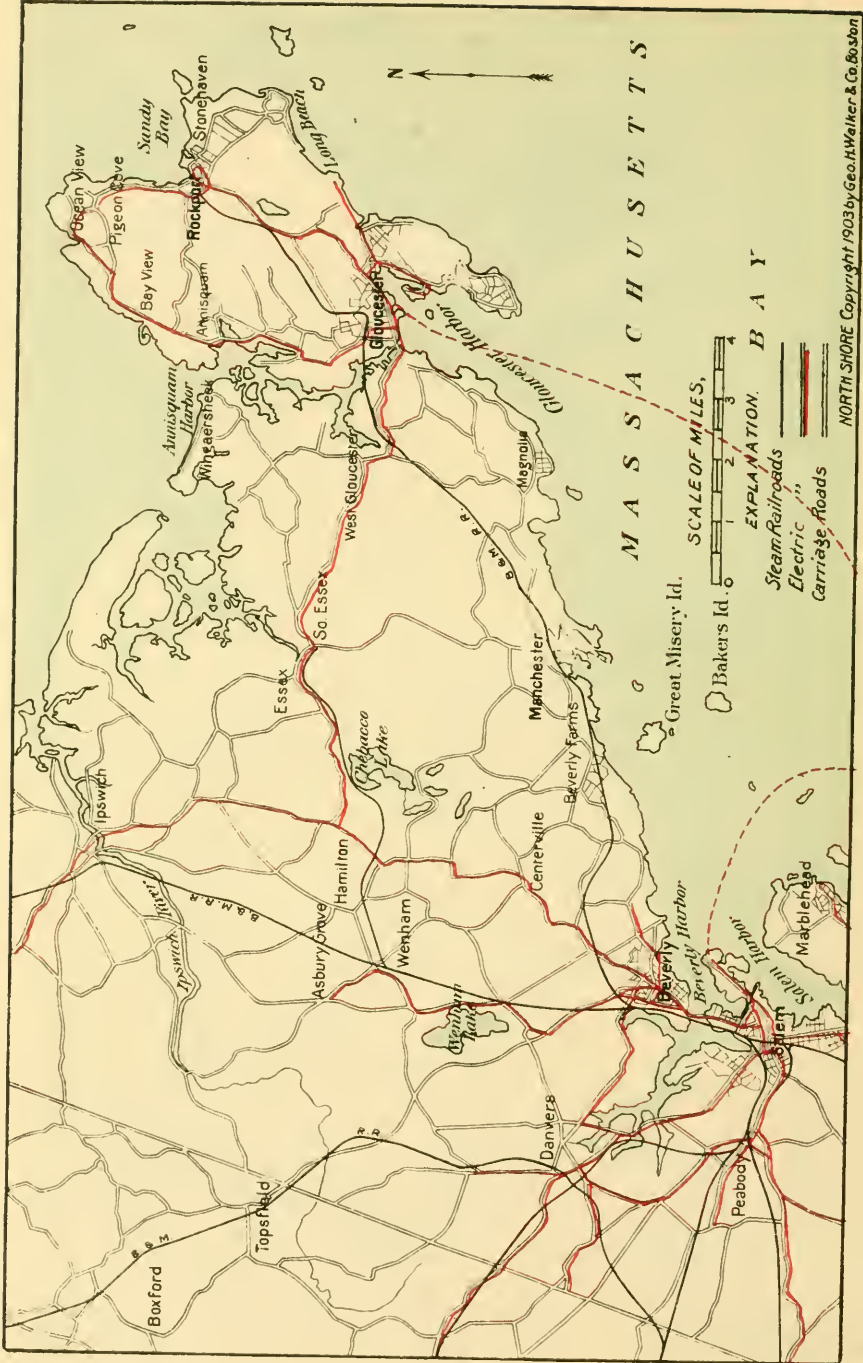 Ocean View
Pigeon Cove
Sandy
Bay
Stonehaven
Rockport
Long Beach
Bay View
Annisquam
Annisquam
Harbor
Wingaersheek
Gloucester
Gloucester Harbor
West Gloucester
Magnolia
B & M. R. R.
So. Essex
Essex
Chebacco
Lake
Manchester
Beverly Farms
Centerville
Ipswich
Ipswich River
B & M. R. R.
Hamilton
Asbury Grove
Wenham
Wenham
Lake
Beverly
Beverly Harbor
Salem Harbor
Marblehead
Salem
Danvers
Peabody
Topsfield
Boxford
B & M
R. R.
Great Misery Id.
Bakers Id.
N
MASSACHUSETTS
BAY
SCALE OF MILES,
0 1 2 3 4
EXPLANATION.
Steam Railroads
Electric "
Carriage Roads
NORTH SHORE Copyright 1903 by Geo. H. Walker & Co. Boston